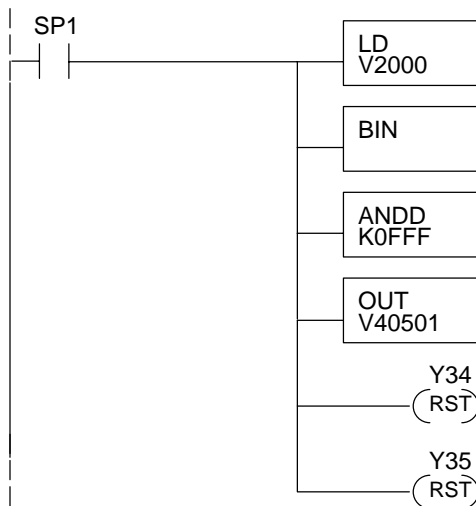 SP1
LD
V2000
BIN
ANDD
K0FFF
OUT
V40501
Y34
RST
Y35
RST